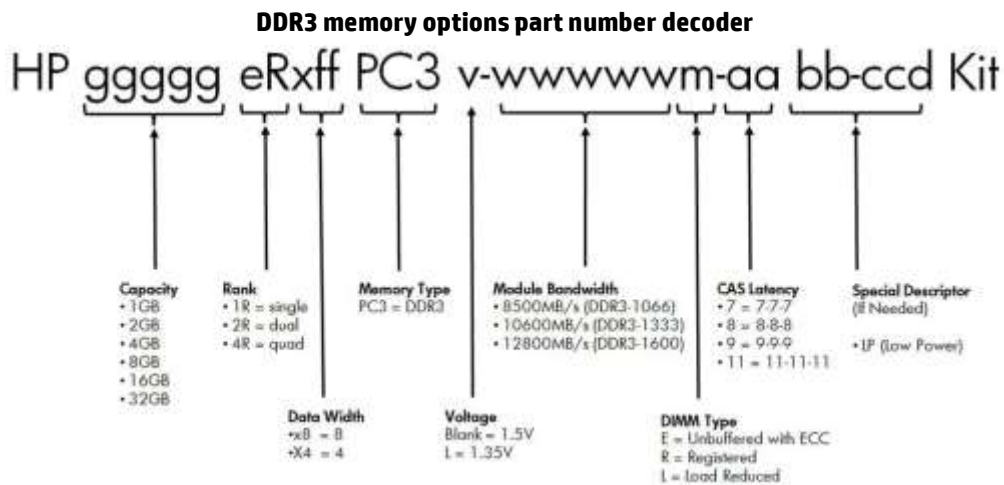 DDR3 memory options part number decoder
HP ggggg eRxff PC3 v-wwwwwm-aa bb-ccd Kit
Capacity
• 1GB
• 2GB
• 4GB
• 8GB
• 16GB
• 32GB
Rank
• 1R = single
• 2R = dual
• 4R = quad
Memory Type
PC3 = DDR3
Module Bandwidth
• 8500MB/s (DDR3-1066)
• 10600MB/s (DDR3-1333)
• 12800MB/s (DDR3-1600)
CAS Latency
• 7 = 7-7-7
• 8 = 8-8-8
• 9 = 9-9-9
• 11 = 11-11-11
Special Descriptor
(If Needed)
• LP (Low Power)
Data Width
•x8 = 8
•X4 = 4
Voltage
Blank = 1.5V
L = 1.35V
DIMM Type
E = Unbuffered with ECC
R = Registered
L = Load Reduced